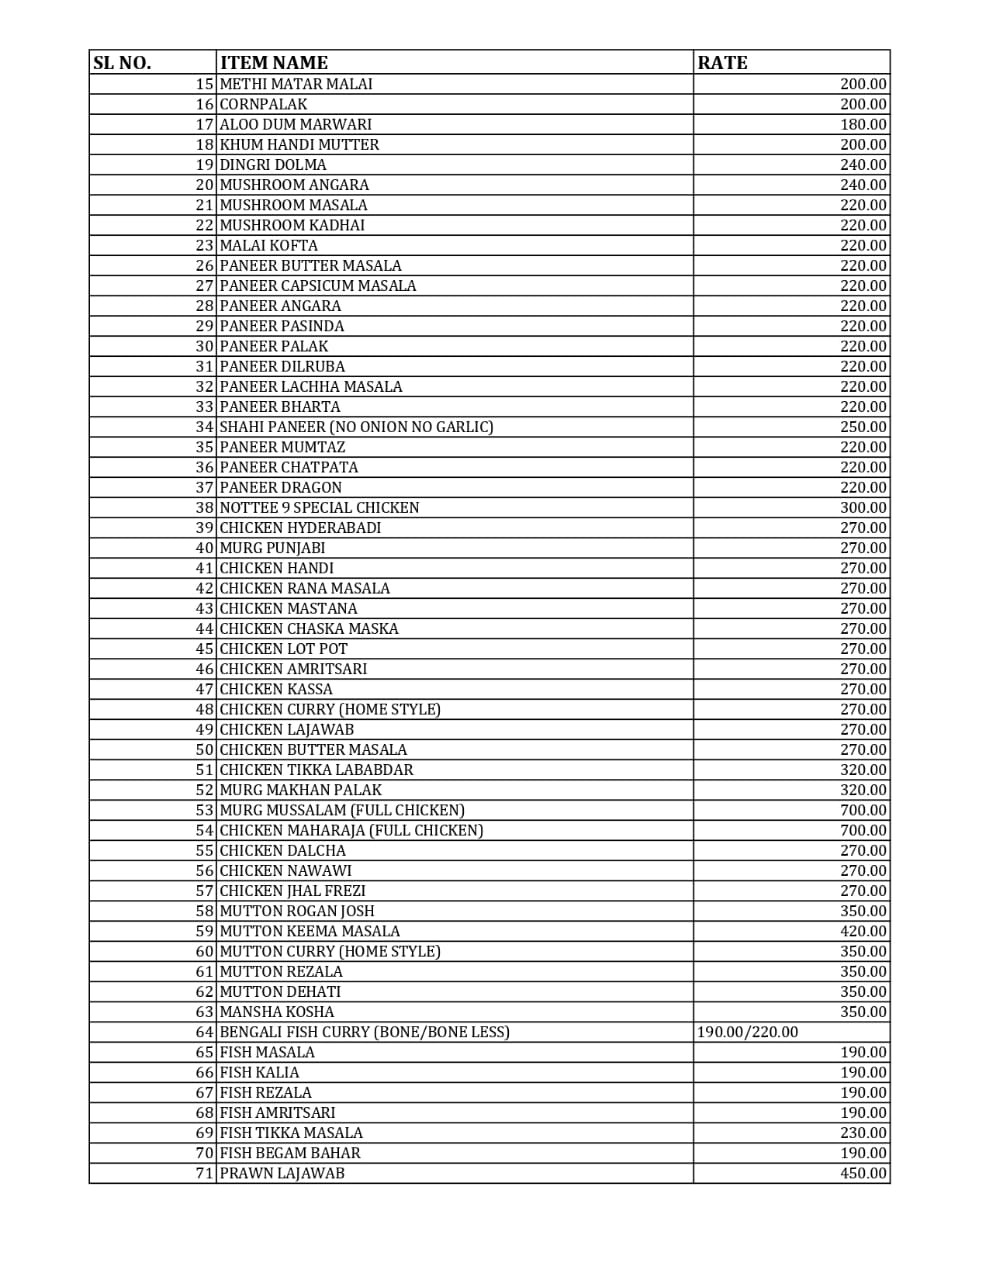 SL NO. ITEM NAME RATE
15 METHI MATAR MALAI 200.00
16 CORNPALAK 200.00
17 ALOO DUM MARWARI 180.00
18 KHUM HANDI MUTTER 200.00
19 DINGRI DOLMA 240.00
20 MUSHROOM ANGARA 240.00
21 MUSHROOM MASALA 220.00
22 MUSHROOM KADHAI 220.00
23 MALAI KOFTA 220.00
26 PANEER BUTTER MASALA 220.00
27 PANEER CAPSICUM MASALA 220.00
28 PANEER ANGARA 220.00
29 PANEER PASINDA 220.00
30 PANEER PALAK 220.00
31 PANEER DILRUBA 220.00
32 PANEER LACHHA MASALA 220.00
33 PANEER BHARTA 220.00
34 SHAHI PANEER (NO ONION NO GARLIC) 250.00
35 PANEER MUMTAZ 220.00
36 PANEER CHATPATA 220.00
37 PANEER DRAGON 220.00
38 NOTTEE 9 SPECIAL CHICKEN 300.00
39 CHICKEN HYDERABADI 270.00
40 MURG PUNJABI 270.00
41 CHICKEN HANDI 270.00
42 CHICKEN RANA MASALA 270.00
43 CHICKEN MASTANA 270.00
44 CHICKEN CHASKA MASKA 270.00
45 CHICKEN LOT POT 270.00
46 CHICKEN AMRITSARI 270.00
47 CHICKEN KASSA 270.00
48 CHICKEN CURRY (HOME STYLE) 270.00
49 CHICKEN LAJAWAB 270.00
50 CHICKEN BUTTER MASALA 270.00
51 CHICKEN TIKKA LABABDAR 320.00
52 MURG MAKHAN PALAK 320.00
53 MURG MUSSALAM (FULL CHICKEN) 700.00
54 CHICKEN MAHARAJA (FULL CHICKEN) 700.00
55 CHICKEN DALCHA 270.00
56 CHICKEN NAWAWI 270.00
57 CHICKEN JHAL FREZI 270.00
58 MUTTON ROGAN JOSH 350.00
59 MUTTON KEEMA MASALA 420.00
60 MUTTON CURRY (HOME STYLE) 350.00
61 MUTTON REZALA 350.00
62 MUTTON DEHATI 350.00
63 MANSHA KOSHA 350.00
64 BENGALI FISH CURRY (BONE/BONE LESS) 190.00/220.00
65 FISH MASALA 190.00
66 FISH KALIA 190.00
67 FISH REZALA 190.00
68 FISH AMRITSARI 190.00
69 FISH TIKKA MASALA 230.00
70 FISH BEGAM BAHAR 190.00
71 PRAWN LAJAWAB 450.00